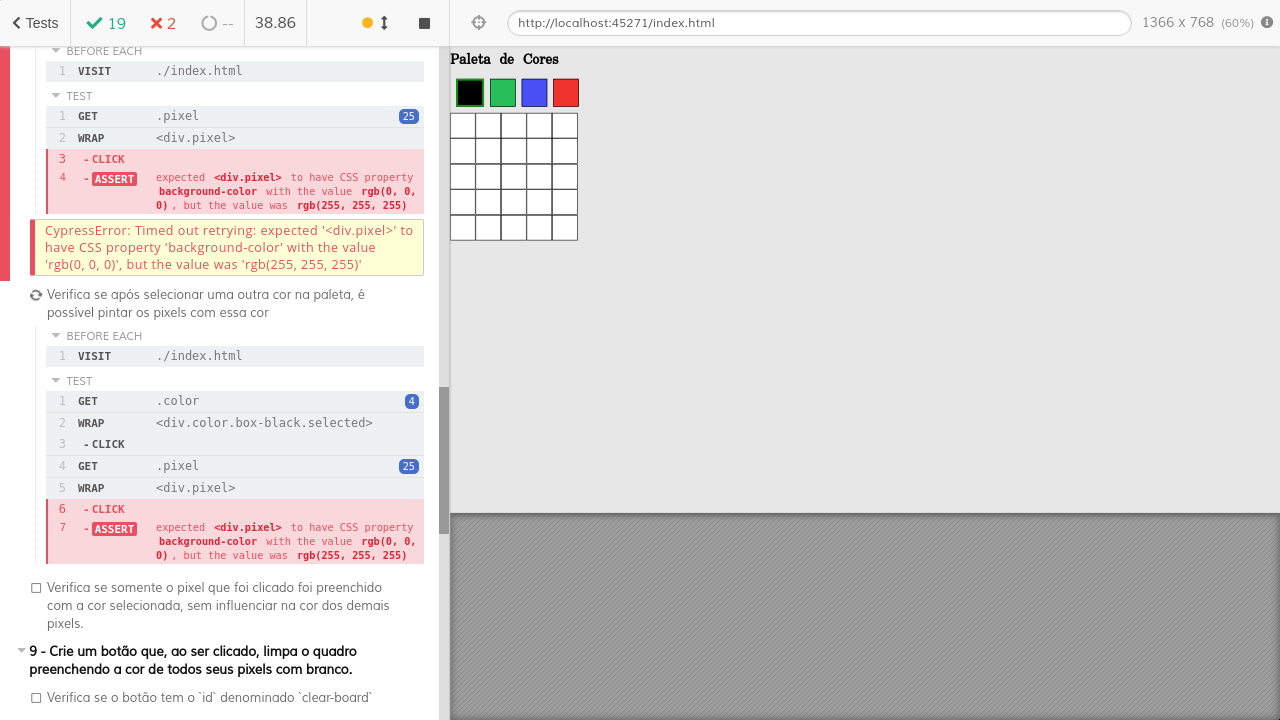 Tests 19 2 -- 38.86 http://localhost:45271/index.html 1366 x 768 (60%)
BEFORE EACH
1 VISIT ./index.html
TEST
1 GET .pixel 25
2 WRAP <div.pixel>
3 - CLICK
4 - ASSERT expected <div.pixel> to have CSS property
background-color with the value rgb(0, 0,
0) , but the value was rgb(255, 255, 255)
CypressError: Timed out retrying: expected '<div.pixel>' to
have CSS property 'background-color' with the value
'rgb(0, 0, 0)', but the value was 'rgb(255, 255, 255)'
Verifica se após selecionar uma outra cor na paleta, é
possível pintar os pixels com essa cor
BEFORE EACH
1 VISIT ./index.html
TEST
1 GET .color 4
2 WRAP <div.color.box-black.selected>
3 - CLICK
4 GET .pixel 25
5 WRAP <div.pixel>
6 - CLICK
7 - ASSERT expected <div.pixel> to have CSS property
background-color with the value rgb(0, 0,
0) , but the value was rgb(255, 255, 255)
Verifica se somente o pixel que foi clicado foi preenchido
com a cor selecionada, sem influenciar na cor dos demais
pixels.
9 - Crie um botão que, ao ser clicado, limpa o quadro
preenchendo a cor de todos seus pixels com branco.
Verifica se o botão tem o `id` denominado `clear-board`
Paleta de Cores